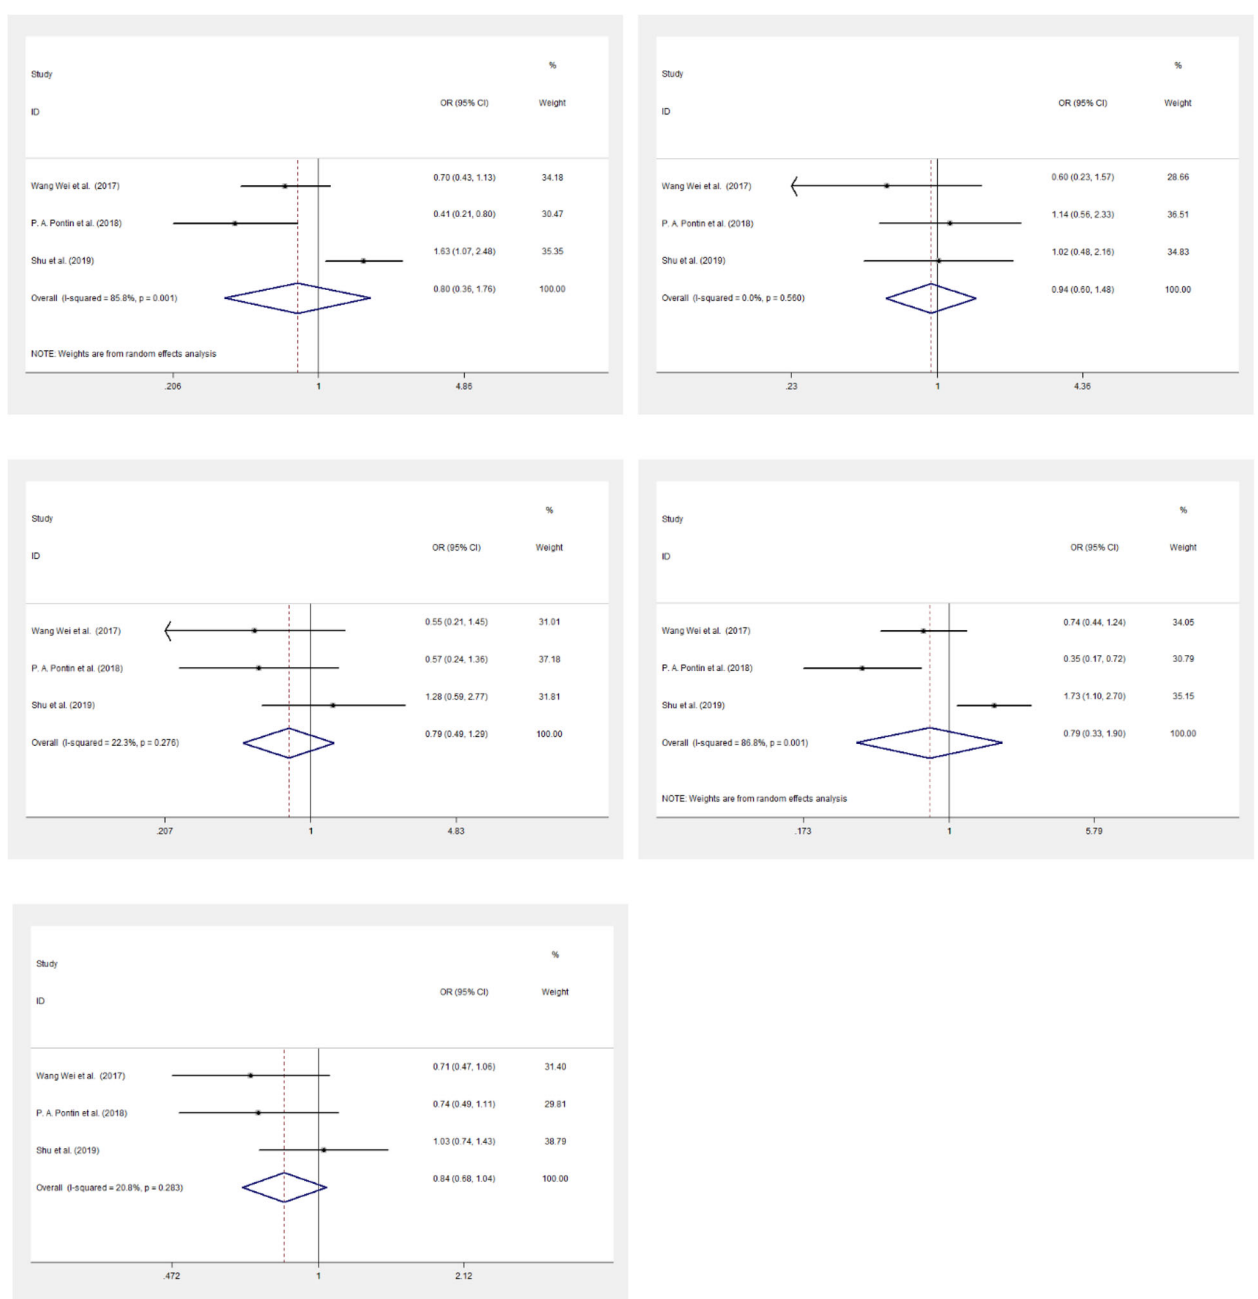 %
Study
OR (95% CI) Weight
ID
Wang Wei et al. (2017) 0.70 (0.43, 1.13) 34.18
P. A. Pontin et al. (2018) 0.41 (0.21, 0.80) 30.47
Shu et al. (2019) 1.63 (1.07, 2.48) 35.35
Overall (I-squared = 85.8%, p = 0.001) 0.80 (0.36, 1.76) 100.00
NOTE: Weights are from random effects analysis
.206 1 4.86
%
Study
OR (95% CI) Weight
ID
Wang Wei et al. (2017) 0.60 (0.23, 1.57) 28.66
P. A. Pontin et al. (2018) 1.14 (0.56, 2.33) 36.51
Shu et al. (2019) 1.02 (0.48, 2.16) 34.83
Overall (I-squared = 0.0%, p = 0.560) 0.94 (0.60, 1.48) 100.00
.23 1 4.36
%
Study
OR (95% CI) Weight
ID
Wang Wei et al. (2017) 0.55 (0.21, 1.45) 31.01
P. A. Pontin et al. (2018) 0.57 (0.24, 1.36) 37.18
Shu et al. (2019) 1.28 (0.59, 2.77) 31.81
Overall (I-squared = 22.3%, p = 0.276) 0.79 (0.49, 1.29) 100.00
.207 1 4.83
%
Study
OR (95% CI) Weight
ID
Wang Wei et al. (2017) 0.74 (0.44, 1.24) 34.05
P. A. Pontin et al. (2018) 0.35 (0.17, 0.72) 30.79
Shu et al. (2019) 1.73 (1.10, 2.70) 35.15
Overall (I-squared = 86.8%, p = 0.001) 0.79 (0.33, 1.90) 100.00
NOTE: Weights are from random effects analysis
.173 1 5.79
%
Study
OR (95% CI) Weight
ID
Wang Wei et al. (2017) 0.71 (0.47, 1.06) 31.40
P. A. Pontin et al. (2018) 0.74 (0.49, 1.11) 29.81
Shu et al. (2019) 1.03 (0.74, 1.43) 38.79
Overall (I-squared = 20.8%, p = 0.283) 0.84 (0.68, 1.04) 100.00
.472 1 2.12